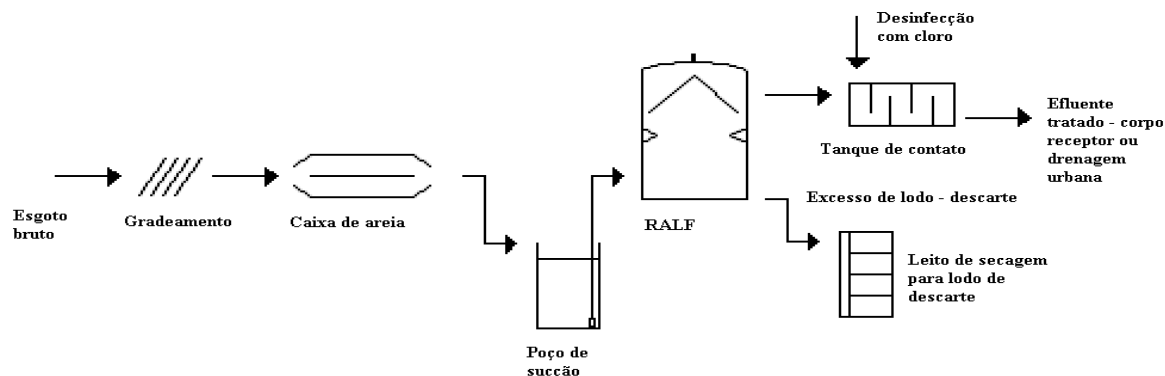 Desinfecção
com cloro
Efluente
tratado - corpo
receptor ou
drenagem
urbana
Tanque de contato
Esgoto
bruto
Gradeamento
Caixa de areia
RALF
Excesso de lodo - descarte
Leito de secagem
para lodo de
descarte
Poço de
sucção